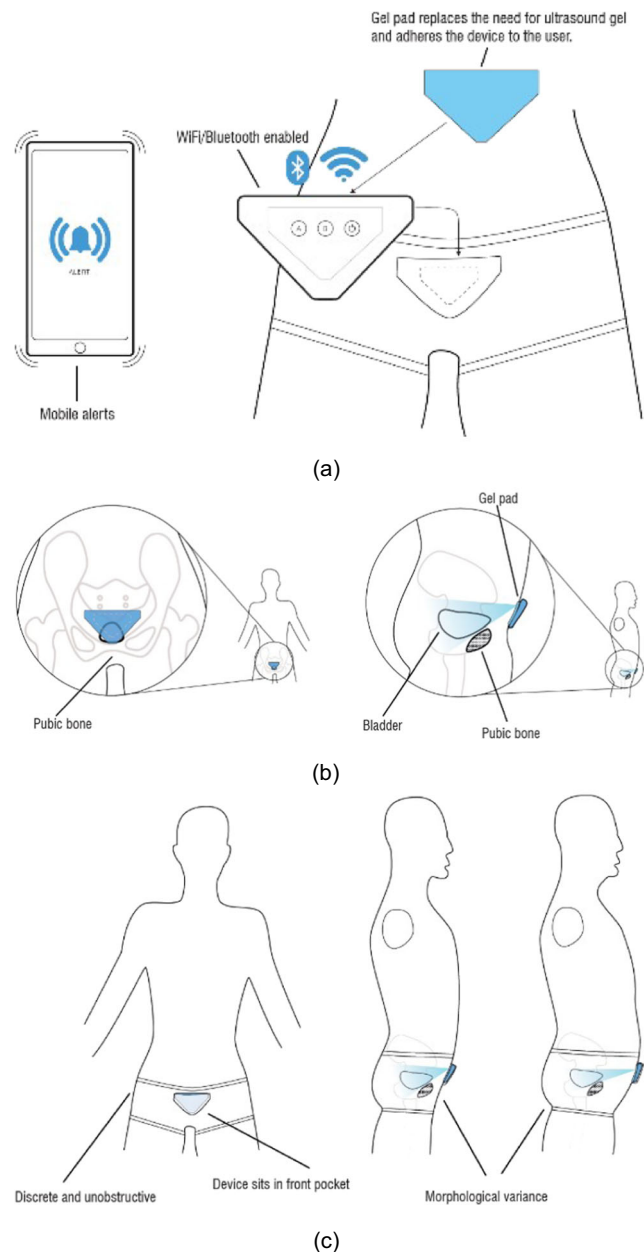 Gel pad replaces the need for ultrasound gel
and adheres the device to the user.
WiFi/Bluetooth enabled
A B
ALERT
Mobile alerts
(a)
Gel pad
Pubic bone
Bladder
Pubic bone
(b)
Discrete and unobstructive
Device sits in front pocket
Morphological variance
(c)